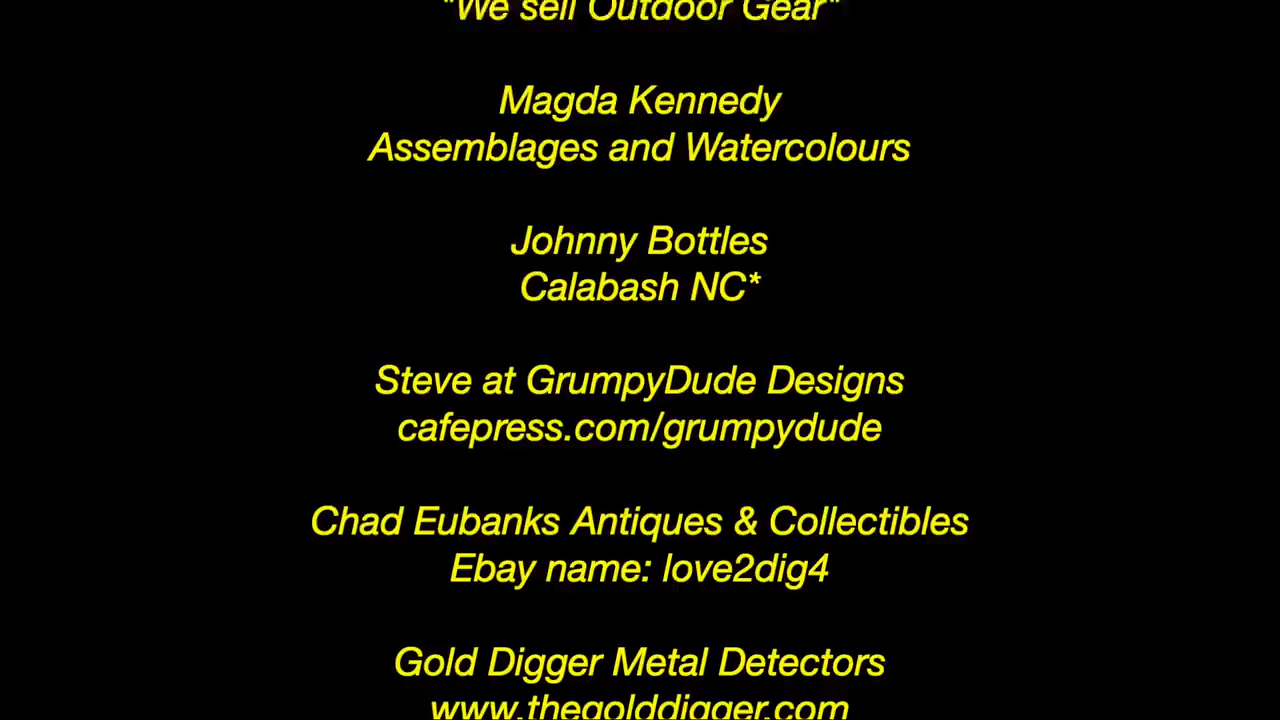 "We sell Outdoor Gear"
Magda Kennedy
Assemblages and Watercolours
Johnny Bottles
Calabash NC*
Steve at GrumpyDude Designs
cafepress.com/grumpydude
Chad Eubanks Antiques & Collectibles
Ebay name: love2dig4
Gold Digger Metal Detectors
www.thegolddigger.com